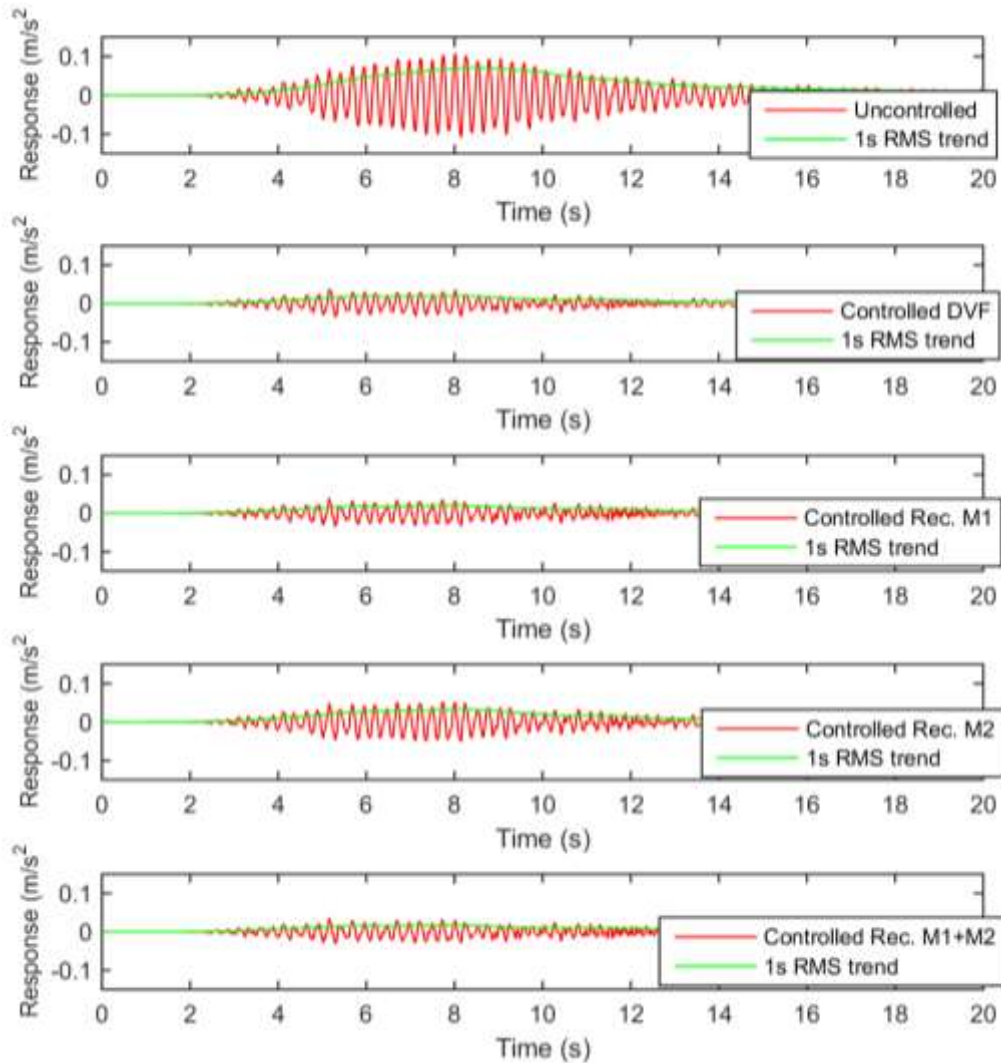 Response (m/s²
0.1
0
-0.1
0 2 4 6 8 10 12 14 16 18 20
Time (s)
Uncontrolled
1s RMS trend
Response (m/s²
0.1
0
-0.1
0 2 4 6 8 10 12 14 16 18 20
Time (s)
Controlled DVF
1s RMS trend
Response (m/s²
0.1
0
-0.1
0 2 4 6 8 10 12 14 16 18 20
Time (s)
Controlled Rec. M1
1s RMS trend
Response (m/s²
0.1
0
-0.1
0 2 4 6 8 10 12 14 16 18 20
Time (s)
Controlled Rec. M2
1s RMS trend
Response (m/s²
0.1
0
-0.1
0 2 4 6 8 10 12 14 16 18 20
Time (s)
Controlled Rec. M1+M2
1s RMS trend